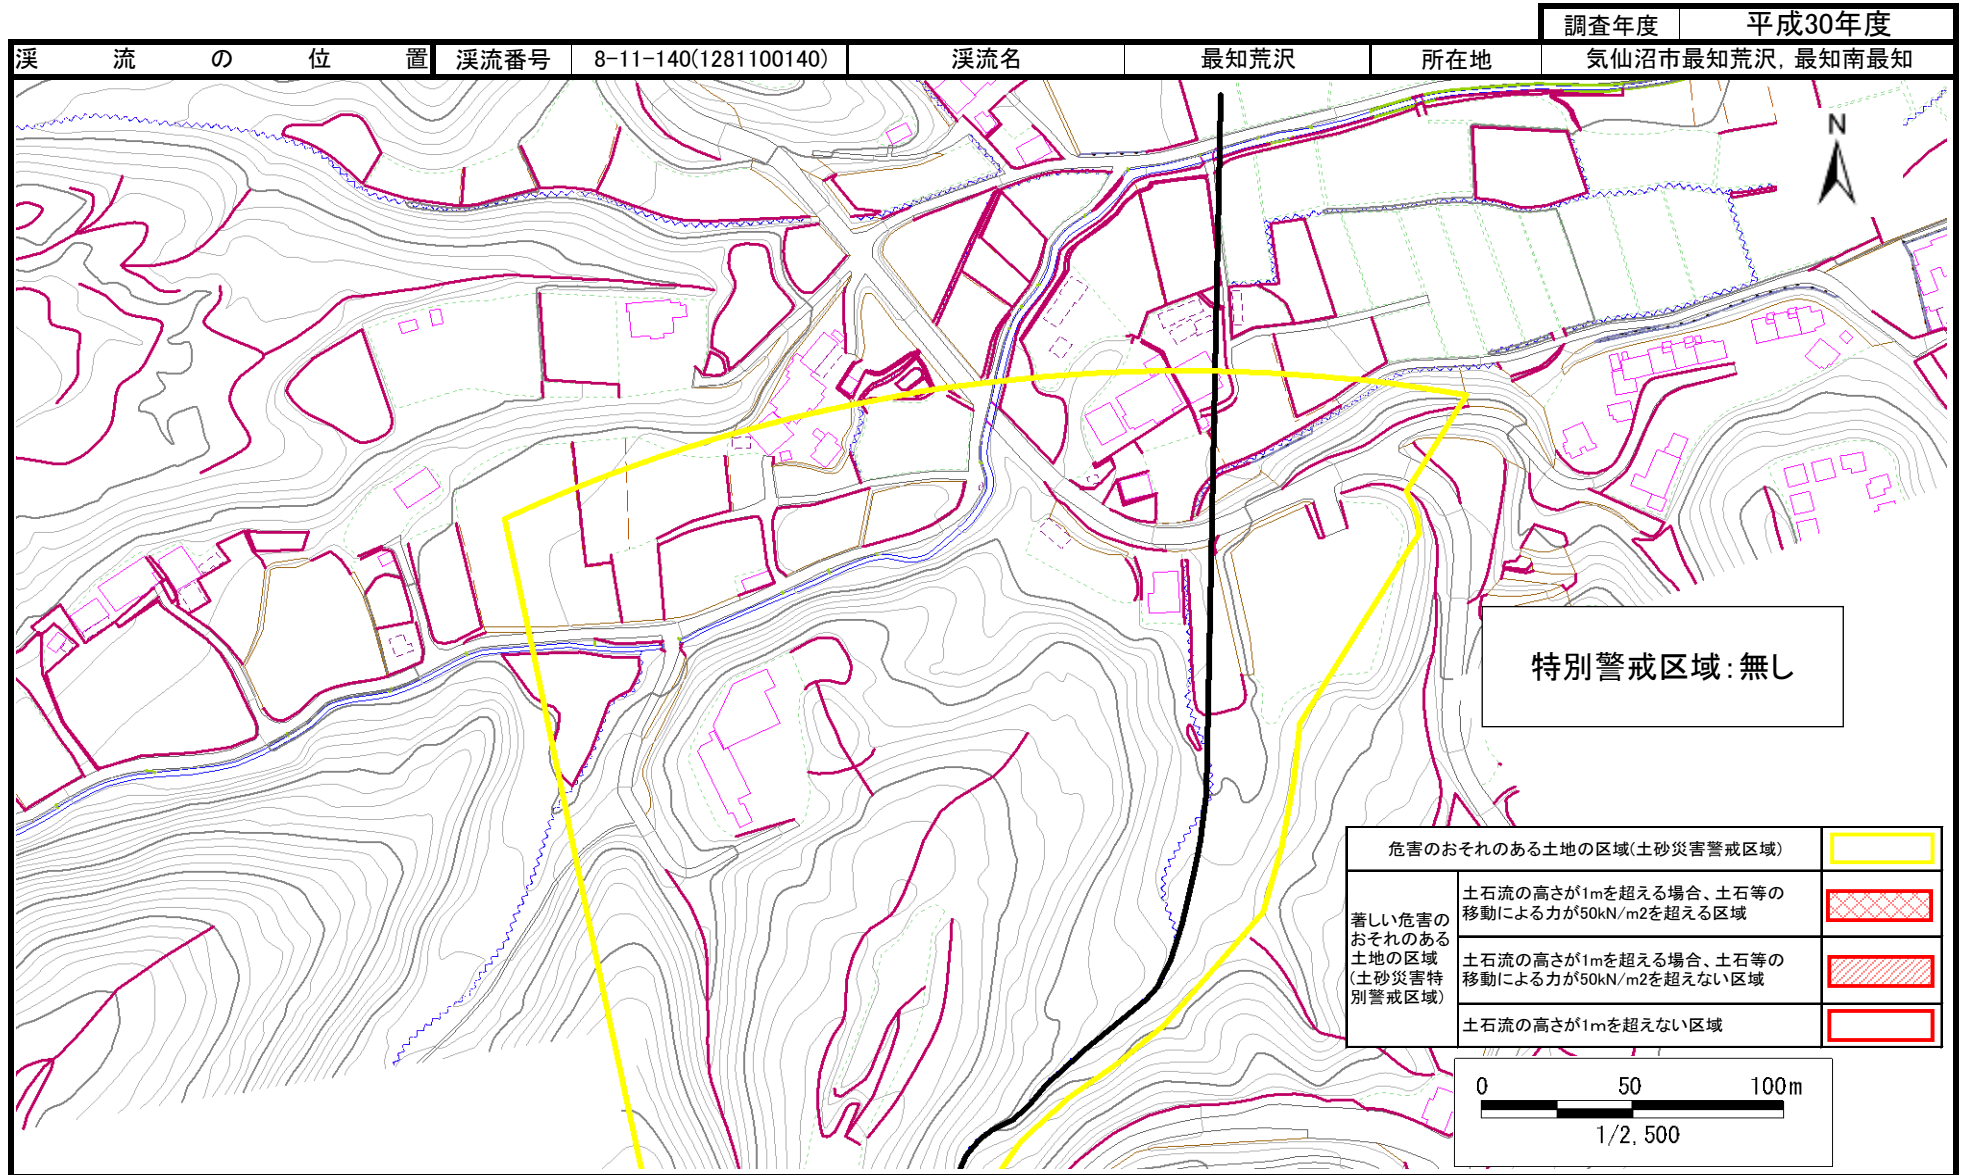 調査年度 平成30年度
渓流の位置 渓流番号 8-11-140(1281100140) 渓流名 最知荒沢 所在地 気仙沼市最知荒沢，最知南最知
N
特別警戒区域：無し
危害のおそれのある土地の区域(土砂災害警戒区域)
著しい危害の
おそれのある
土地の区域
(土砂災害特
別警戒区域)
土石流の高さが1mを超える場合、土石等の
移動による力が50kN/m2を超える区域
土石流の高さが1mを超える場合、土石等の
移動による力が50kN/m2を超えない区域
土石流の高さが1mを超えない区域
0 50 100m
1/2,500